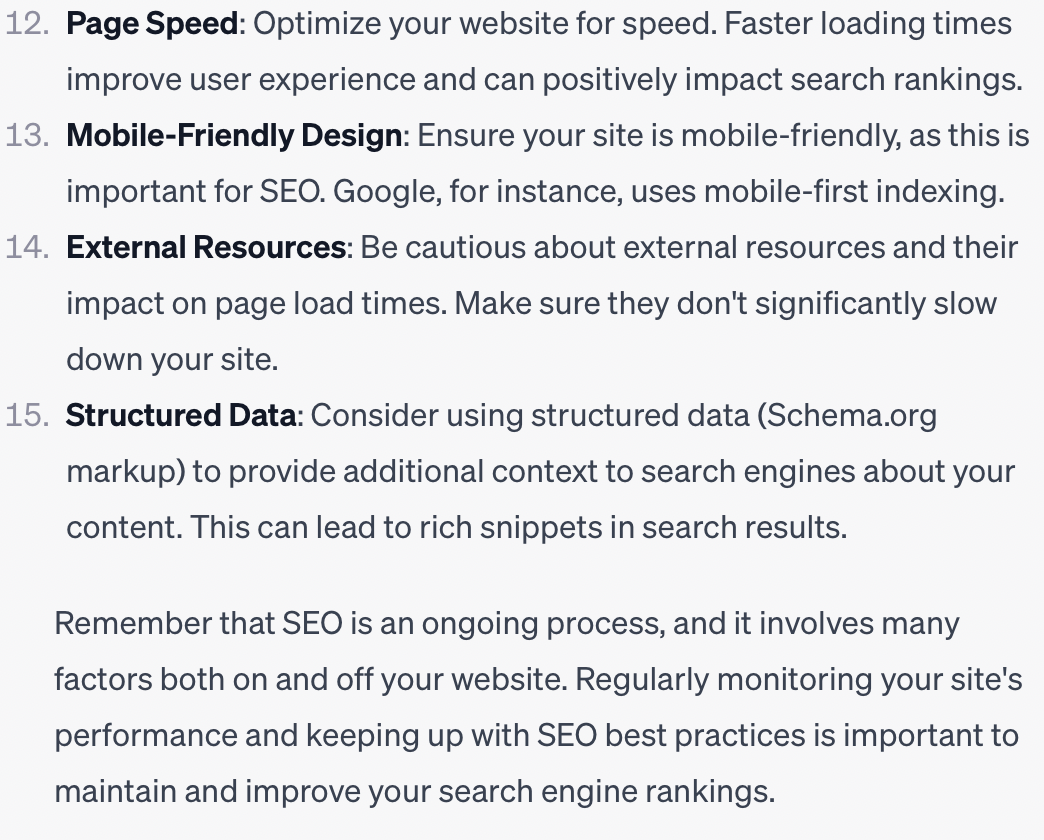 12. Page Speed: Optimize your website for speed. Faster loading times
improve user experience and can positively impact search rankings.
13. Mobile-Friendly Design: Ensure your site is mobile-friendly, as this is
important for SEO. Google, for instance, uses mobile-first indexing.
14. External Resources: Be cautious about external resources and their
impact on page load times. Make sure they don't significantly slow
down your site.
15. Structured Data: Consider using structured data (Schema.org
markup) to provide additional context to search engines about your
content. This can lead to rich snippets in search results.
Remember that SEO is an ongoing process, and it involves many
factors both on and off your website. Regularly monitoring your site's
performance and keeping up with SEO best practices is important to
maintain and improve your search engine rankings.